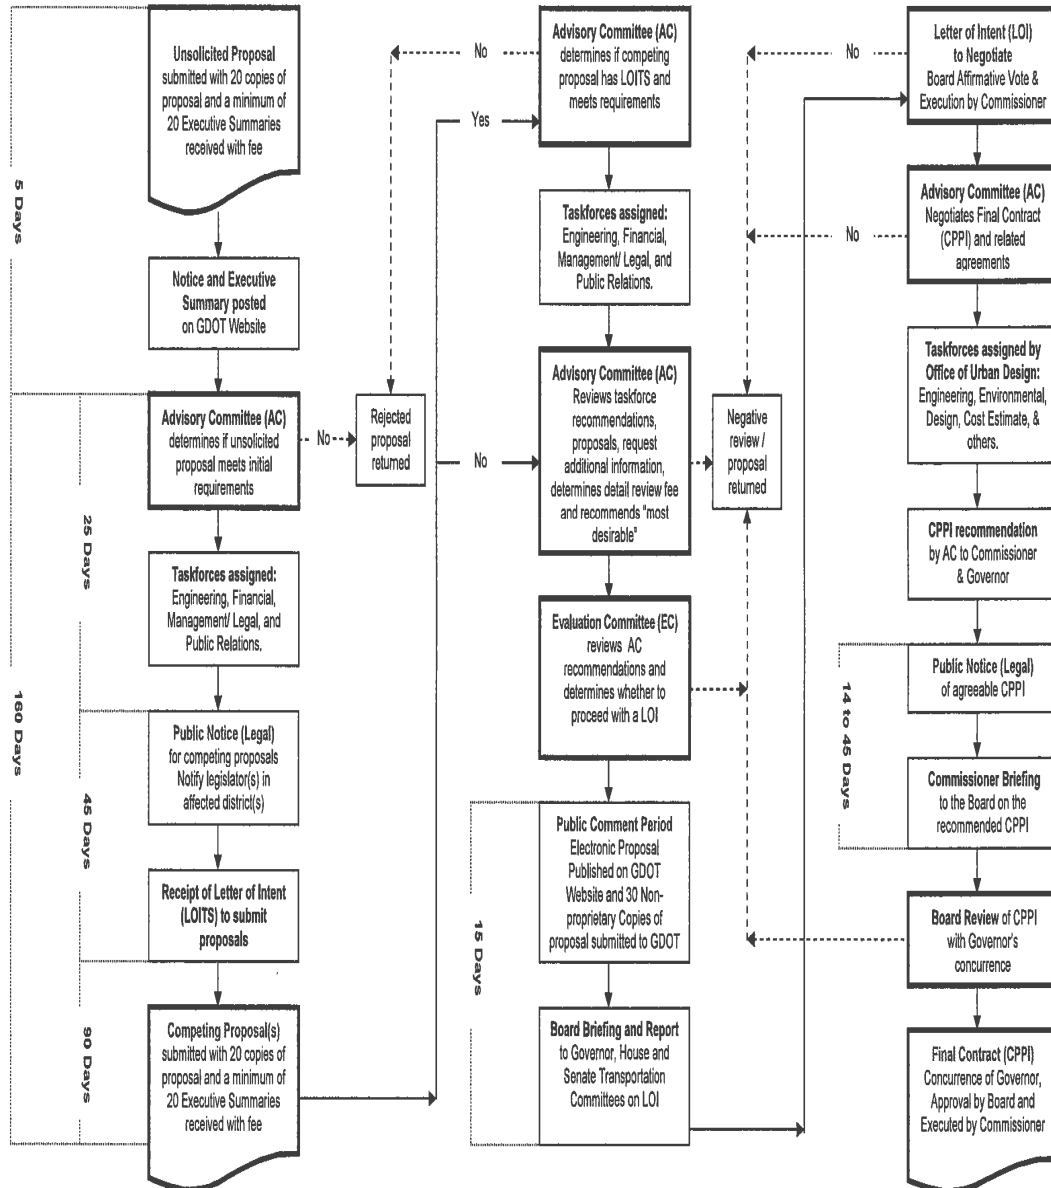 Unsolicited Proposal
submitted with 20 copies of
proposal and a minimum of
20 Executive Summaries
received with fee
Notice and Executive
Summary posted
on GDOT Website
Advisory Committee (AC)
determines if unsolicited
proposal meets initial
requirements
Taskforces assigned:
Engineering, Financial,
Management/ Legal, and
Public Relations.
Public Notice (Legal)
for competing proposals
Notify legislator(s) in
affected district(s)
Receipt of Letter of Intent
(LOITS) to submit
proposals
Competing Proposal(s)
submitted with 20 copies of
proposal and a minimum of
20 Executive Summaries
received with fee
5 Days
160 Days
25 Days
45 Days
90 Days
No
Rejected
proposal
returned
No
Yes
No
Advisory Committee (AC)
determines if competing
proposal has LOITS and
meets requirements
Taskforces assigned:
Engineering, Financial,
Management/ Legal, and
Public Relations.
Advisory Committee (AC)
Reviews taskforce
recommendations,
proposals, request
additional information,
determines detail review fee
and recommends "most
desirable"
Evaluation Committee (EC)
reviews AC
recommendations and
determines whether to
proceed with a LOI
Public Comment Period
Electronic Proposal
Published on GDOT
Website and 30 Non-
proprietary Copies of
proposal submitted to GDOT
Board Briefing and Report
to Governor, House and
Senate Transportation
Committees on LOI
15 Days
Negative
review /
proposal
returned
No
No
Letter of Intent (LOI)
to Negotiate
Board Affirmative Vote &
Execution by Commissioner
Advisory Committee (AC)
Negotiates Final Contract
(CPPI) and related
agreements
Taskforces assigned by
Office of Urban Design:
Engineering, Environmental,
Design, Cost Estimate, &
others.
CPPI recommendation
by AC to Commissioner
& Governor
Public Notice (Legal)
of agreeable CPPI
Commissioner Briefing
to the Board on the
recommended CPPI
14 to 45 Days
Board Review of CPPI
with Governor's
concurrence
Final Contract (CPPI)
Concurrence of Governor,
Approval by Board and
Executed by Commissioner